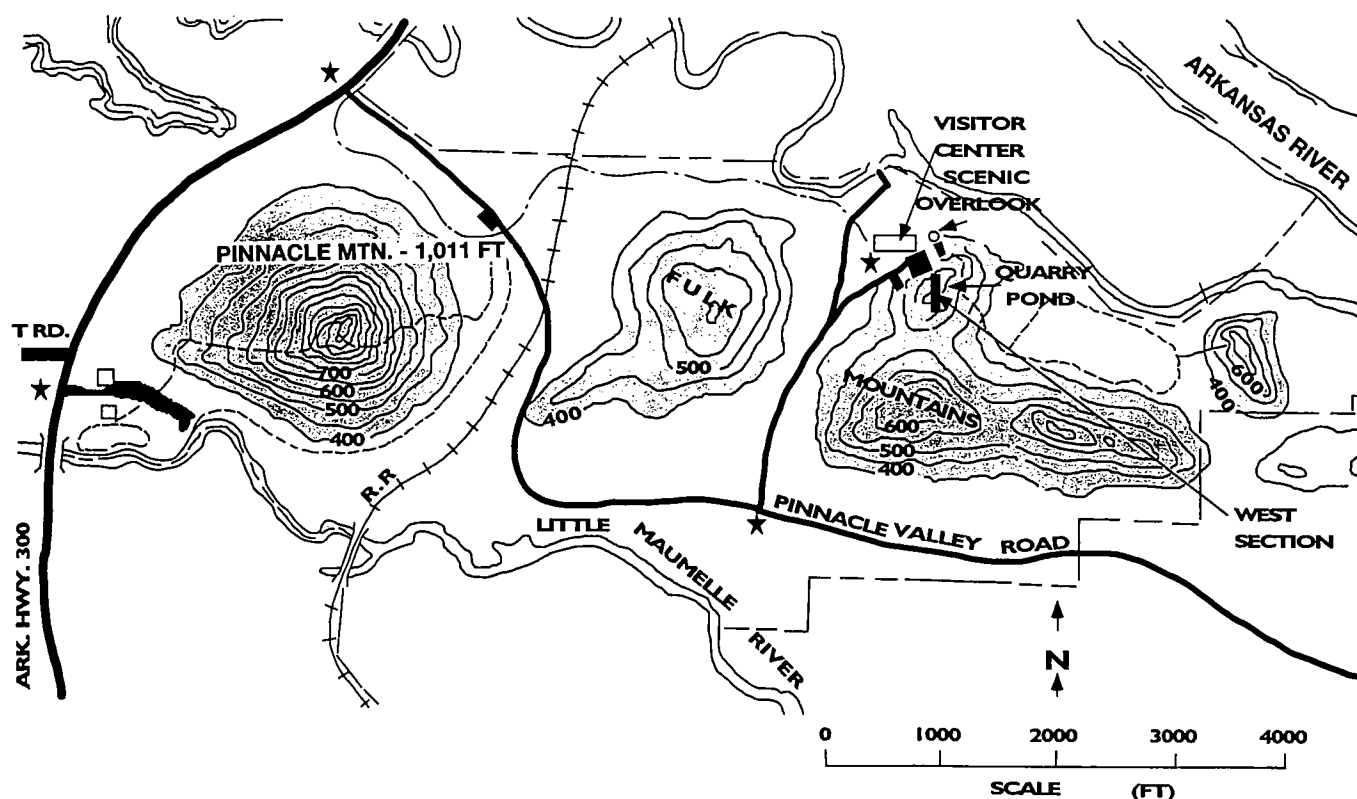 ARKANSAS RIVER
VISITOR
CENTER
SCENIC
OVERLOOK
PINNACLE MTN. - 1,011 FT
FULK
QUARRY
POND
T RD.
700
600
500
400
500
400
MOUNTAINS
600
500
400
600
400
R.R
LITTLE MAUMELLE RIVER
PINNACLE VALLEY ROAD
WEST
SECTION
ARK. HWY. 300
N
0 1000 2000 3000 4000
SCALE (FT)